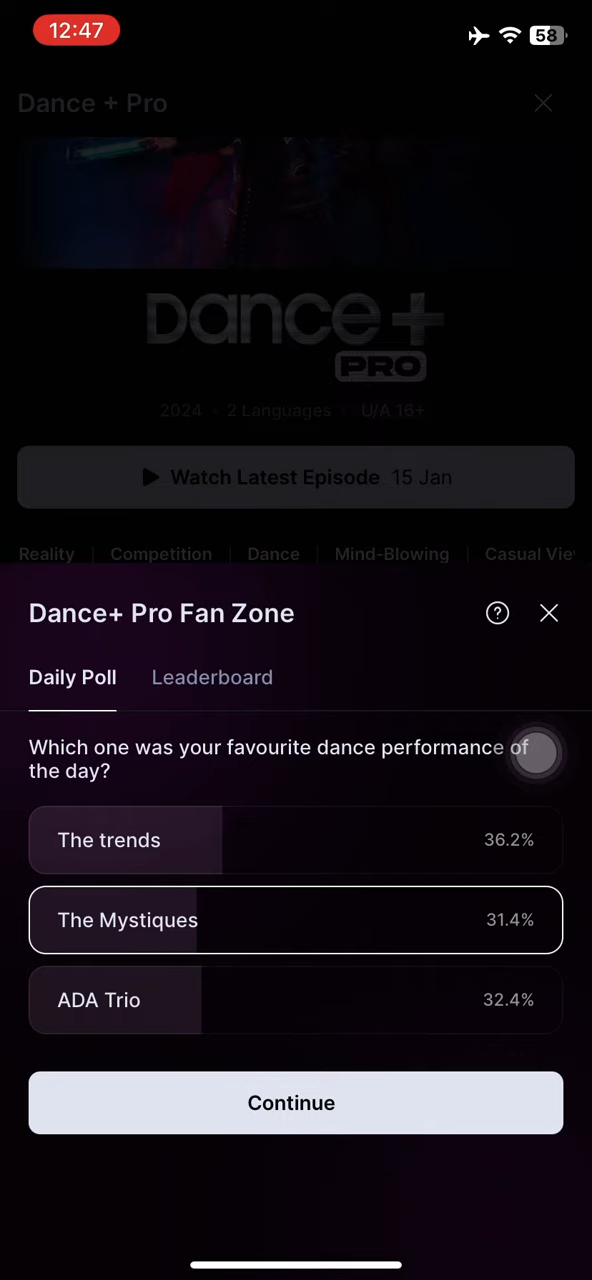 12:47
58
Dance + Pro
Dance+
PRO
2024 • 2 Languages • U/A 16+
Watch Latest Episode 15 Jan
Reality | Competition | Dance | Mind-Blowing | Casual Vie
Dance+ Pro Fan Zone
Daily Poll Leaderboard
Which one was your favourite dance performance of
the day?
The trends 36.2%
The Mystiques 31.4%
ADA Trio 32.4%
Continue